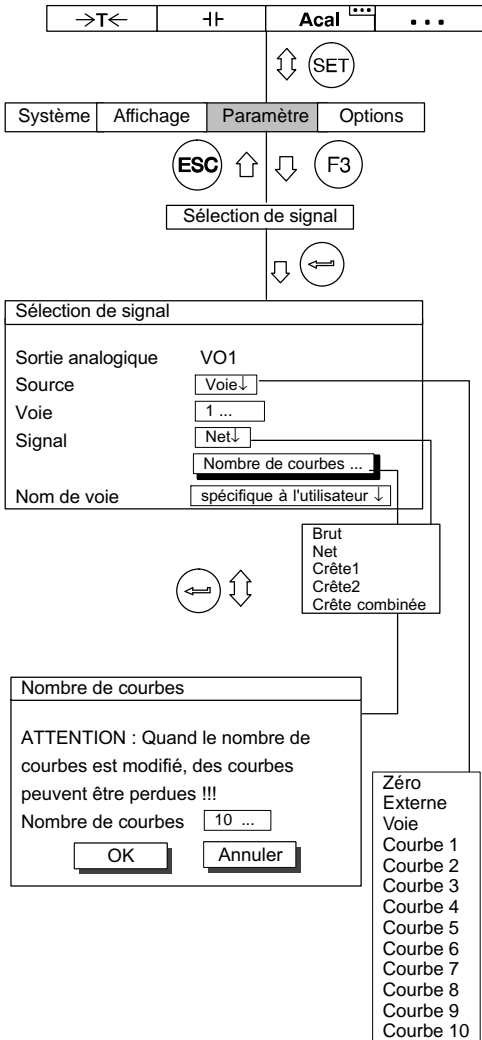 →T← ⊣⊢ Acal ... ...
SET
Système Affichage Paramètre Options
ESC F3
Sélection de signal
Sélection de signal
Sortie analogique VO1
Source Voie↓
Voie 1 ...
Signal Net↓
Nombre de courbes ...
Nom de voie spécifique à l'utilisateur ↓
Brut
Net
Crête1
Crête2
Crête combinée
Nombre de courbes
ATTENTION : Quand le nombre de
courbes est modifié, des courbes
peuvent être perdues !!!
Nombre de courbes 10 ...
OK Annuler
Zéro
Externe
Voie
Courbe 1
Courbe 2
Courbe 3
Courbe 4
Courbe 5
Courbe 6
Courbe 7
Courbe 8
Courbe 9
Courbe 10